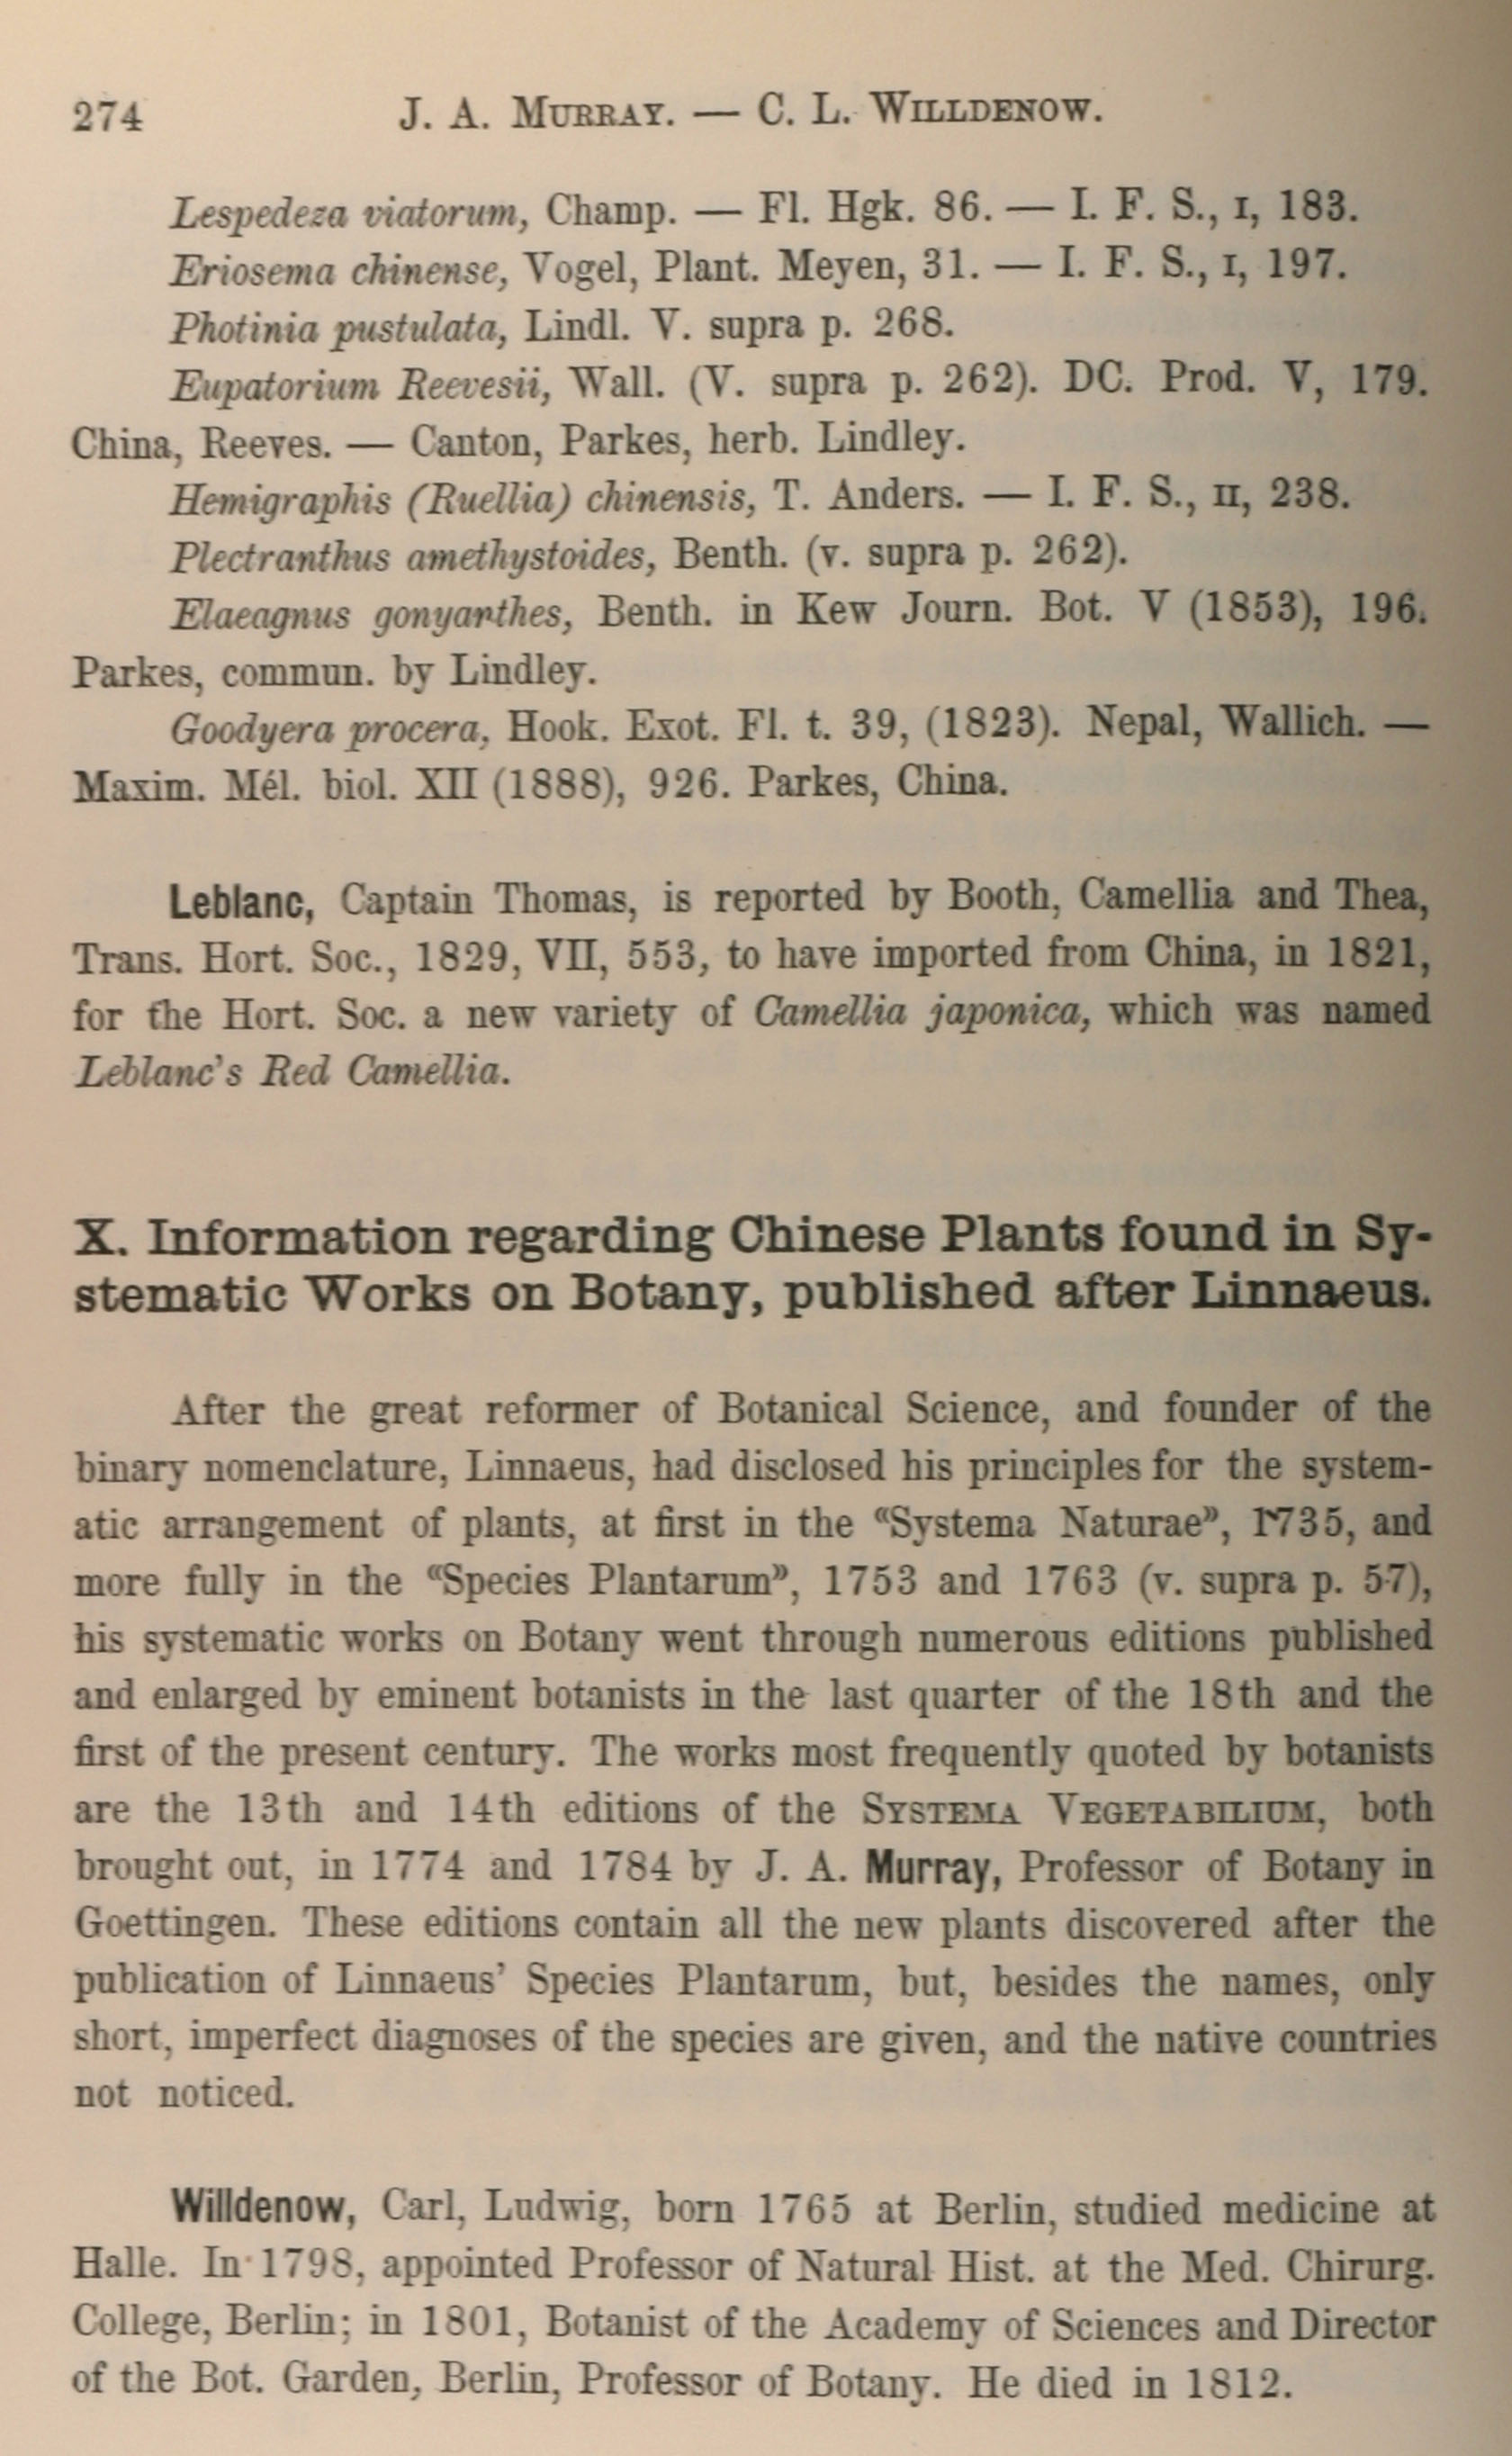 274 J. A. Murray. — C. L. Willdenow.
Lespedeza viatorum, Champ. — Fl. Hgk. 86. — I. F. S., I, 183.
Eriosema chinense, Vogel, Plant. Meyen, 31. — I. F. S., I, 197.
Photinia pustulata, Lindl. V. supra p. 268.
Eupatorium Reevesii, Wall. (V. supra p. 262). DC. Prod. V, 179.
China, Reeves. — Canton, Parkes, herb. Lindley.
Hemigraphis (Ruellia) chinensis, T. Anders. — I. F. S., II, 238.
Plectranthus amethystoides, Benth. (v. supra p. 262).
Elaeagnus gonyanthes, Benth. in Kew Journ. Bot. V (1853), 196.
Parkes, commun. by Lindley.
Goodyera procera, Hook. Exot. Fl. t. 39, (1823). Nepal, Wallich. —
Maxim. Mél. biol. XII (1888), 926. Parkes, China.
Leblanc, Captain Thomas, is reported by Booth, Camellia and Thea,
Trans. Hort. Soc., 1829, VII, 553, to have imported from China, in 1821,
for the Hort. Soc. a new variety of Camellia japonica, which was named
Leblanc's Red Camellia.
X. Information regarding Chinese Plants found in Sy-
stematic Works on Botany, published after Linnaeus.
After the great reformer of Botanical Science, and founder of the
binary nomenclature, Linnaeus, had disclosed his principles for the system-
atic arrangement of plants, at first in the “Systema Naturae”, 1735, and
more fully in the “Species Plantarum”, 1753 and 1763 (v. supra p. 57),
his systematic works on Botany went through numerous editions published
and enlarged by eminent botanists in the last quarter of the 18th and the
first of the present century. The works most frequently quoted by botanists
are the 13th and 14th editions of the Systema Vegetabilium, both
brought out, in 1774 and 1784 by J. A. Murray, Professor of Botany in
Goettingen. These editions contain all the new plants discovered after the
publication of Linnaeus’ Species Plantarum, but, besides the names, only
short, imperfect diagnoses of the species are given, and the native countries
not noticed.
Willdenow, Carl, Ludwig, born 1765 at Berlin, studied medicine at
Halle. In 1798, appointed Professor of Natural Hist. at the Med. Chirurg.
College, Berlin; in 1801, Botanist of the Academy of Sciences and Director
of the Bot. Garden, Berlin, Professor of Botany. He died in 1812.